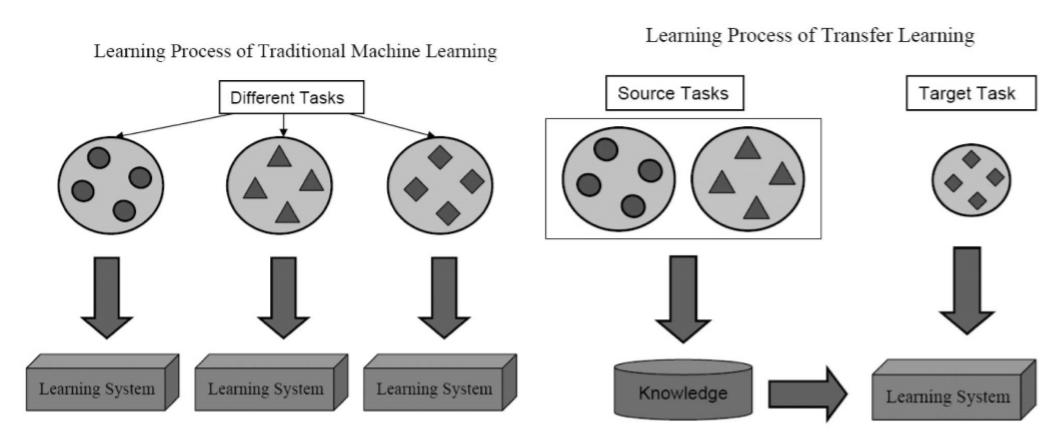 Learning Process of Traditional Machine Learning
Different Tasks
Learning System
Learning System
Learning System
Learning Process of Transfer Learning
Source Tasks
Target Task
Knowledge
Learning System